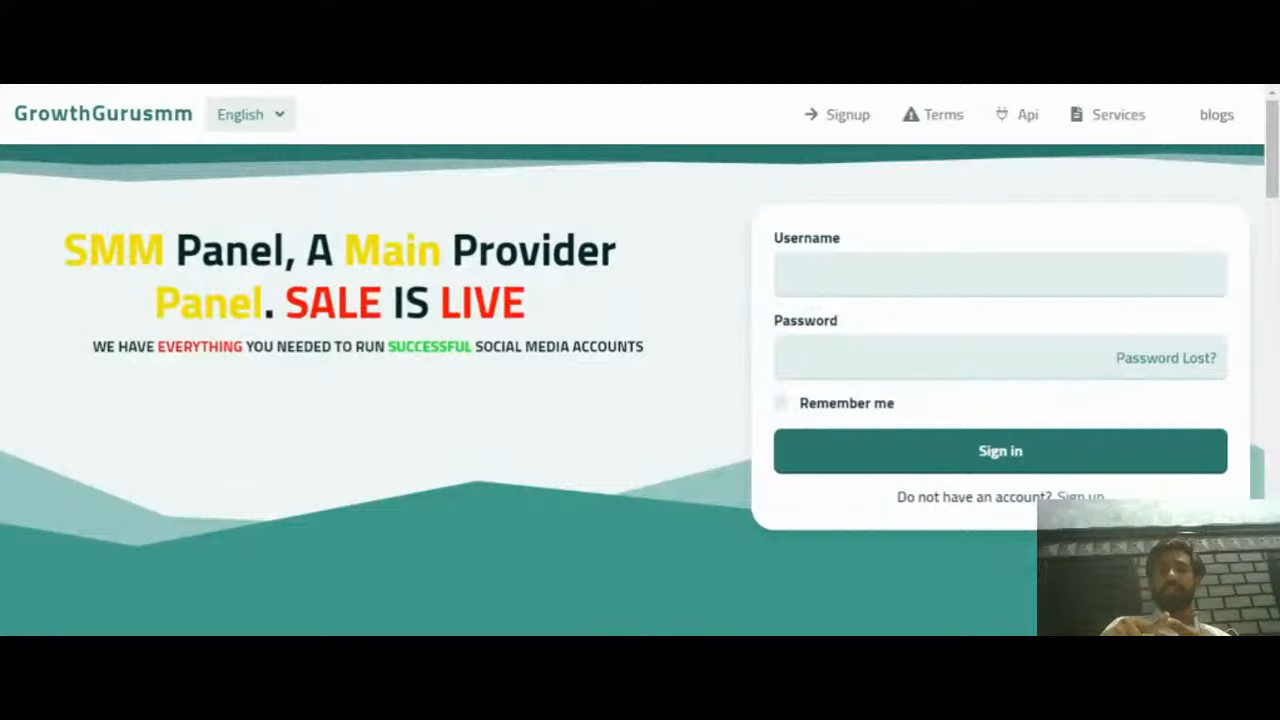 GrowthGurusmm
English
Signup
Terms
Api
Services
blogs
SMM Panel, A Main Provider
Panel. SALE IS LIVE
WE HAVE EVERYTHING YOU NEEDED TO RUN SUCCESSFUL SOCIAL MEDIA ACCOUNTS
Username
Password
Password Lost?
Remember me
Sign in
Do not have an account? Sign up